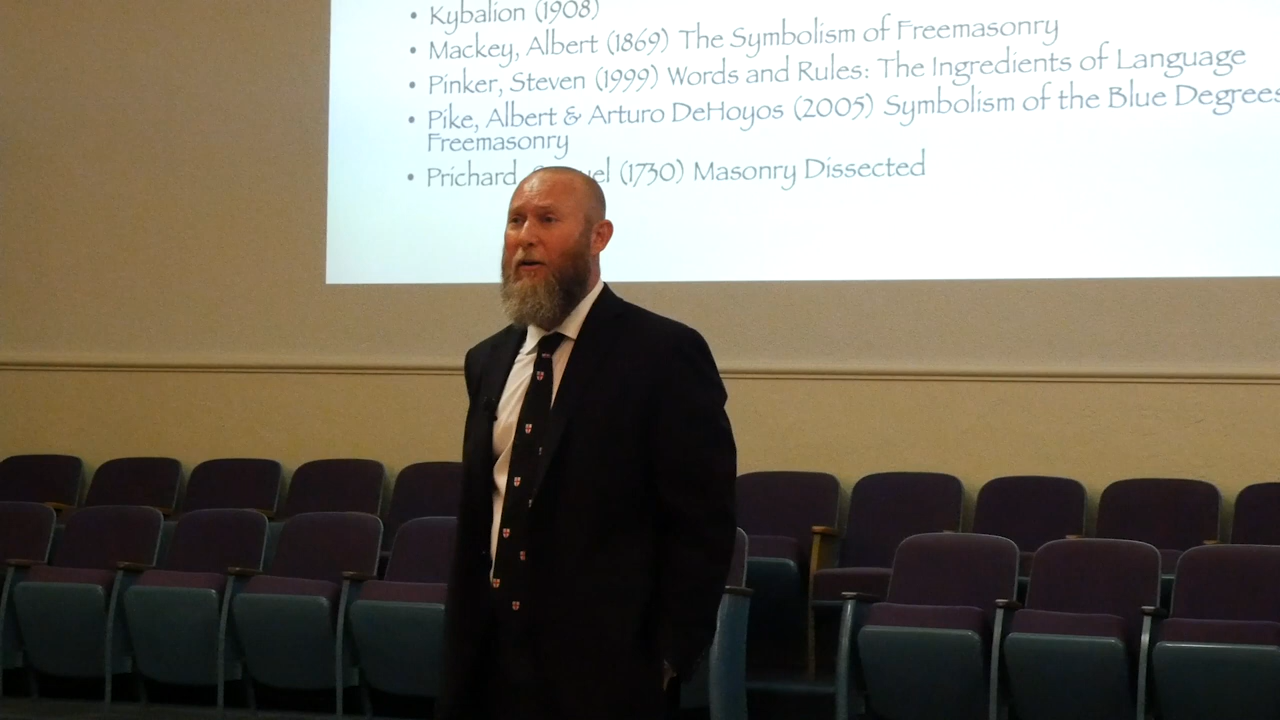 • Kybalion (1908)
• Mackey, Albert (1869) The Symbolism of Freemasonry
• Pinker, Steven (1999) Words and Rules: The Ingredients of Language
• Pike, Albert & Arturo DeHoyos (2005) Symbolism of the Blue Degrees
Freemasonry
• Prichard, (1730) Masonry Dissected